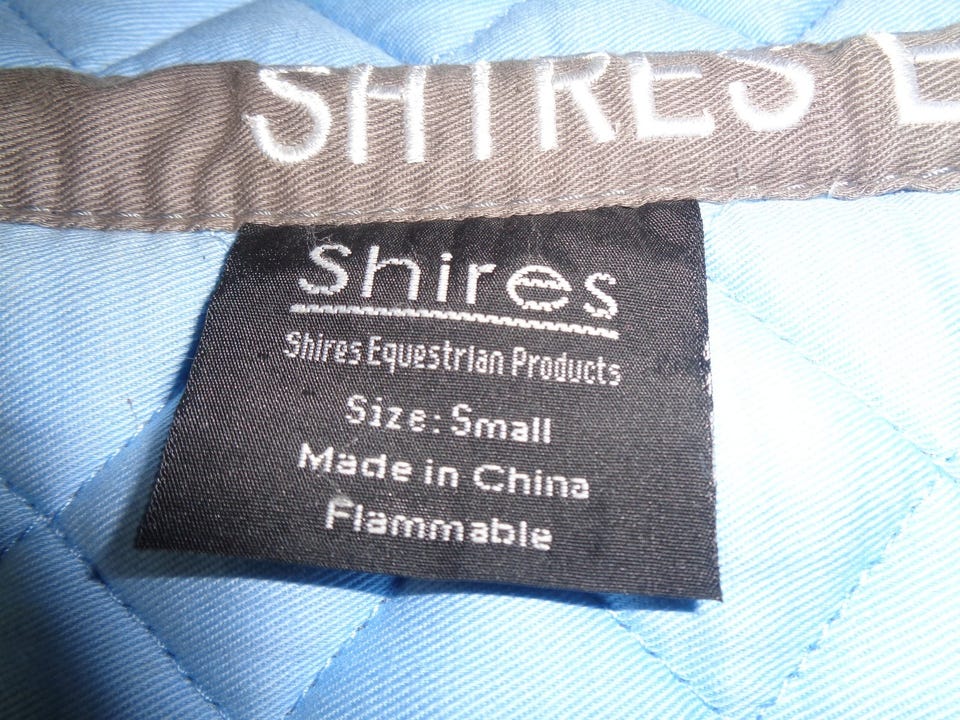 SHIRES E
Shires
Shires Equestrian Products
Size: Small
Made in China
Flammable